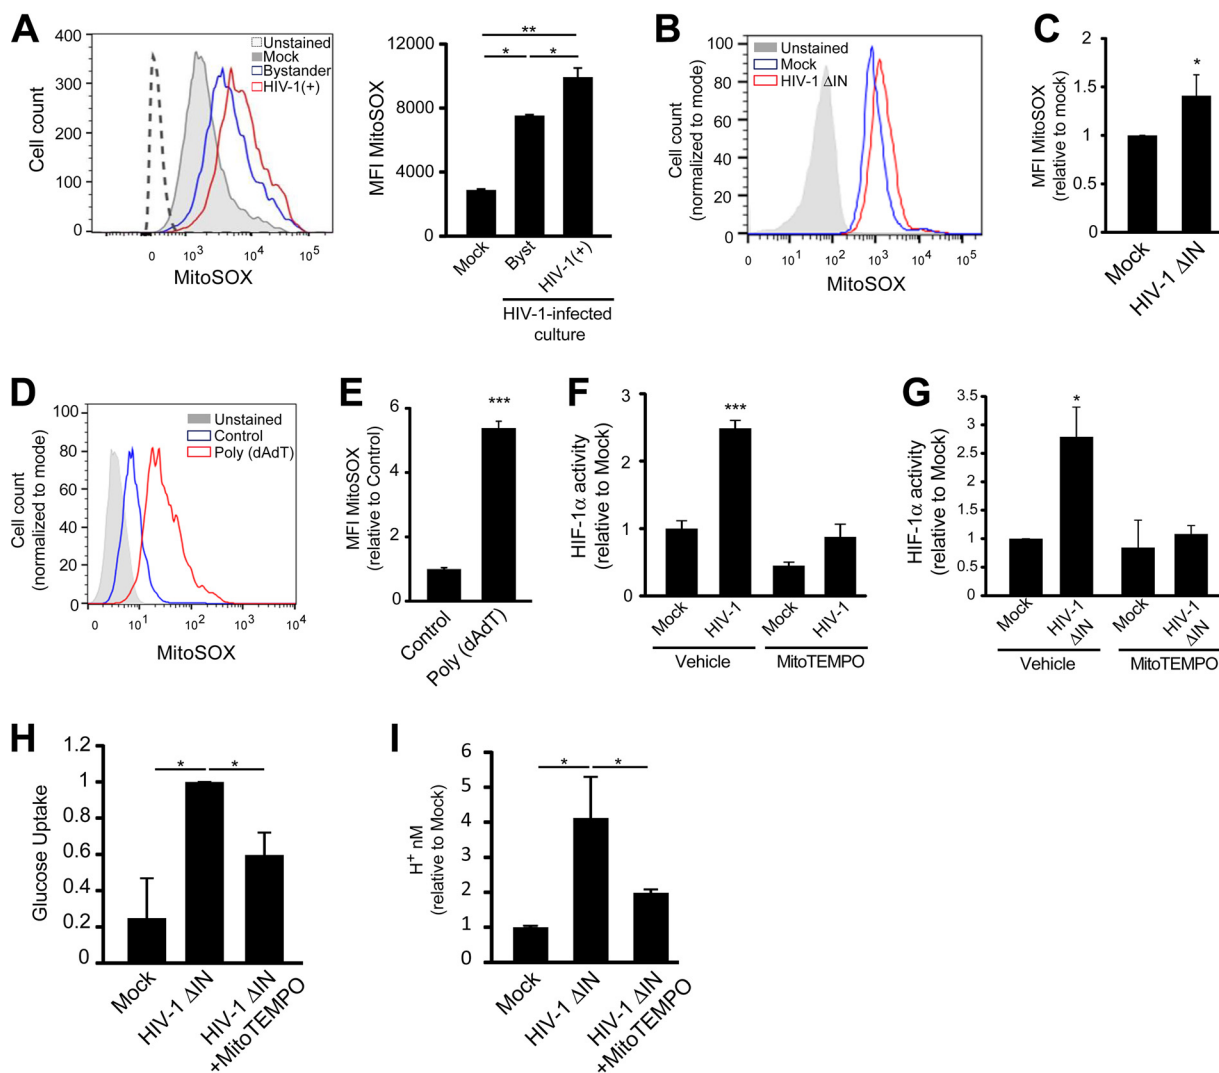 A
400
300
200
100
0
Cell count
Unstained
Mock
Bystander
HIV-1(+)
0 10³ 10⁴ 10⁵
MitoSOX
12000
8000
4000
0
MFI MitoSOX
**
* *
Mock
Byst
HIV-1(+)
HIV-1-infected
culture
B
100
80
60
40
20
0
Cell count
(normalized to mode)
Unstained
Mock
HIV-1 ΔIN
0 10¹ 10² 10³ 10⁴ 10⁵
MitoSOX
C
2
1.5
1
0.5
0
MFI MitoSOX
(relative to mock)
*
Mock
HIV-1 ΔIN
D
100
80
60
40
20
0
Cell count
(normalized to mode)
Unstained
Control
Poly (dAdT)
0 10¹ 10² 10³ 10⁴
MitoSOX
E
6
4
2
0
MFI MitoSOX
(relative to Control)
***
Control
Poly (dAdT)
F
3
2
1
0
HIF-1α activity
(relative to Mock)
***
Mock
HIV-1
Mock
HIV-1
Vehicle MitoTEMPO
G
3.5
3
2.5
2
1.5
1
0.5
0
HIF-1α activity
(relative to Mock)
*
Mock
HIV-1
ΔIN
Mock
HIV-1
ΔIN
Vehicle MitoTEMPO
H
1.2
1
0.8
0.6
0.4
0.2
0
Glucose Uptake
* *
Mock
HIV-1 ΔIN
HIV-1 ΔIN
+MitoTEMPO
I
6
5
4
3
2
1
0
H⁺ nM
(relative to Mock)
* *
Mock
HIV-1 ΔIN
HIV-1 ΔIN
+MitoTEMPO